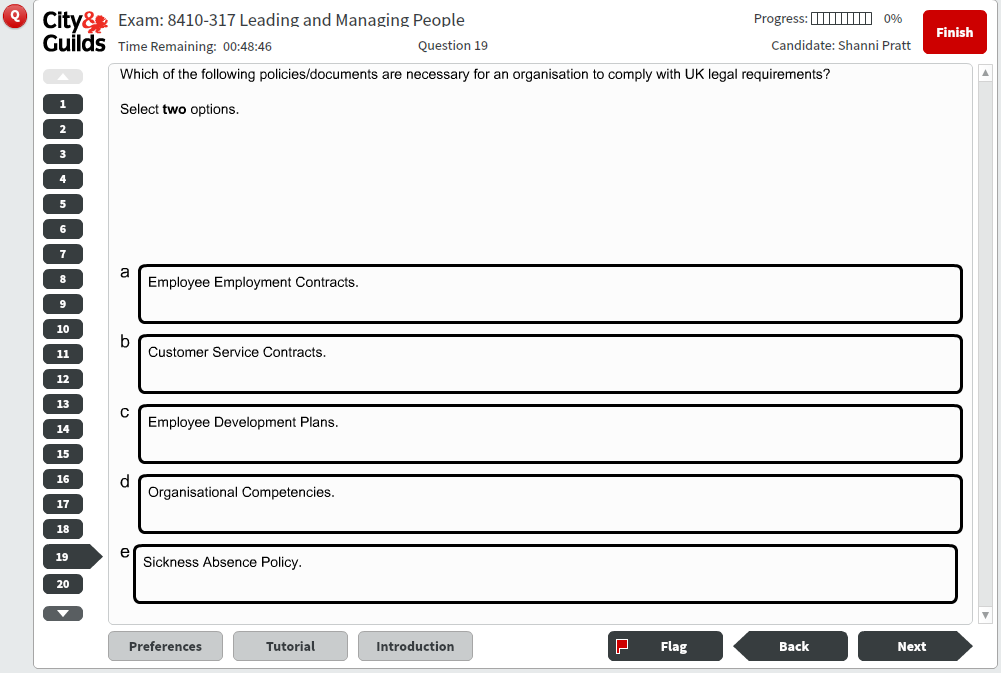 Q
City&
Guilds
Exam: 8410-317 Leading and Managing People
Time Remaining: 00:48:46
Question 19
Progress: 0%
Candidate: Shanni Pratt
Finish
1
2
3
4
5
6
7
8
9
10
11
12
13
14
15
16
17
18
19
20
Which of the following policies/documents are necessary for an organisation to comply with UK legal requirements?
Select two options.
a Employee Employment Contracts.
b Customer Service Contracts.
c Employee Development Plans.
d Organisational Competencies.
e Sickness Absence Policy.
Preferences Tutorial Introduction Flag Back Next